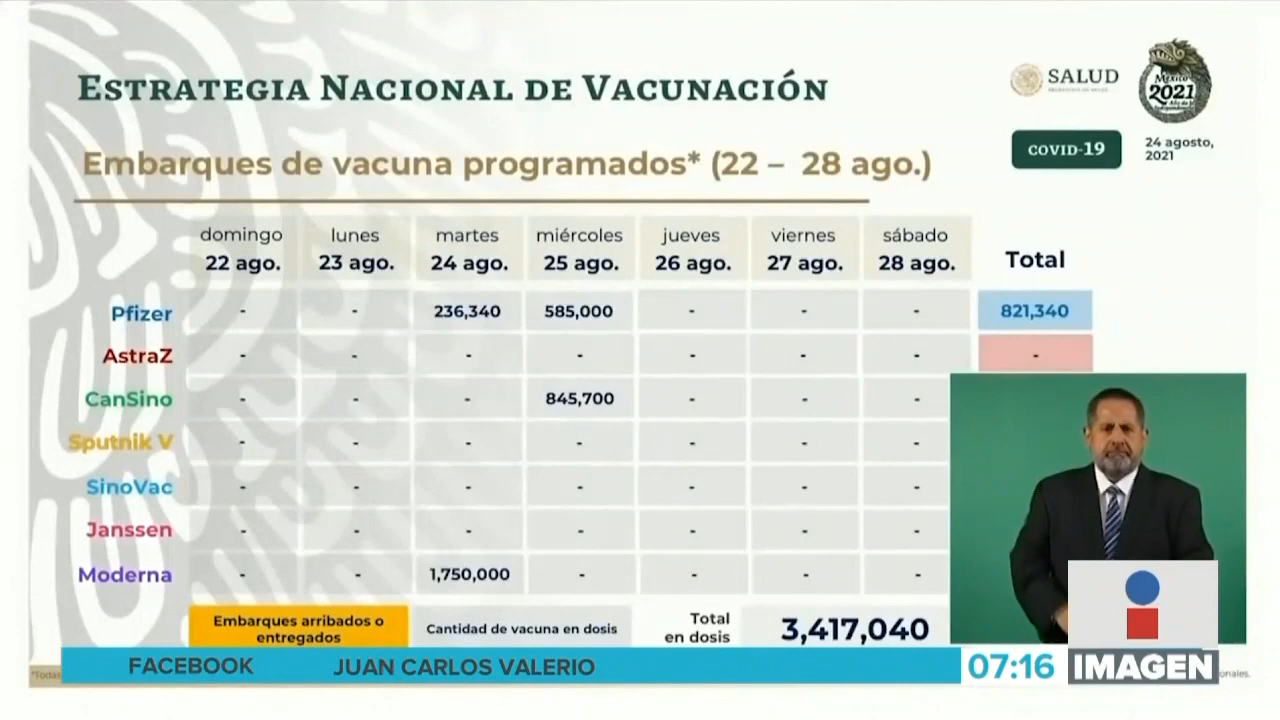 ESTRATEGIA NACIONAL DE VACUNACIÓN
SALUD
México
2021
COVID-19
24 agosto,
2021
Embarques de vacuna programados* (22 – 28 ago.)
domingo lunes martes miércoles jueves viernes sábado
22 ago. 23 ago. 24 ago. 25 ago. 26 ago. 27 ago. 28 ago. Total
Pfizer - - 236,340 585,000 - - - 821,340
AstraZ - - - - - - - -
CanSino - - - 845,700 - - -
Sputnik V - - - - - - -
SinoVac - - - - - - -
Janssen - - - - - - -
Moderna - - 1,750,000 - - - -
Embarques arribados o
entregados
Cantidad de vacuna en dosis
Total
en dosis
3,417,040
*Todas
onales.
FACEBOOK JUAN CARLOS VALERIO
07:16 IMAGEN